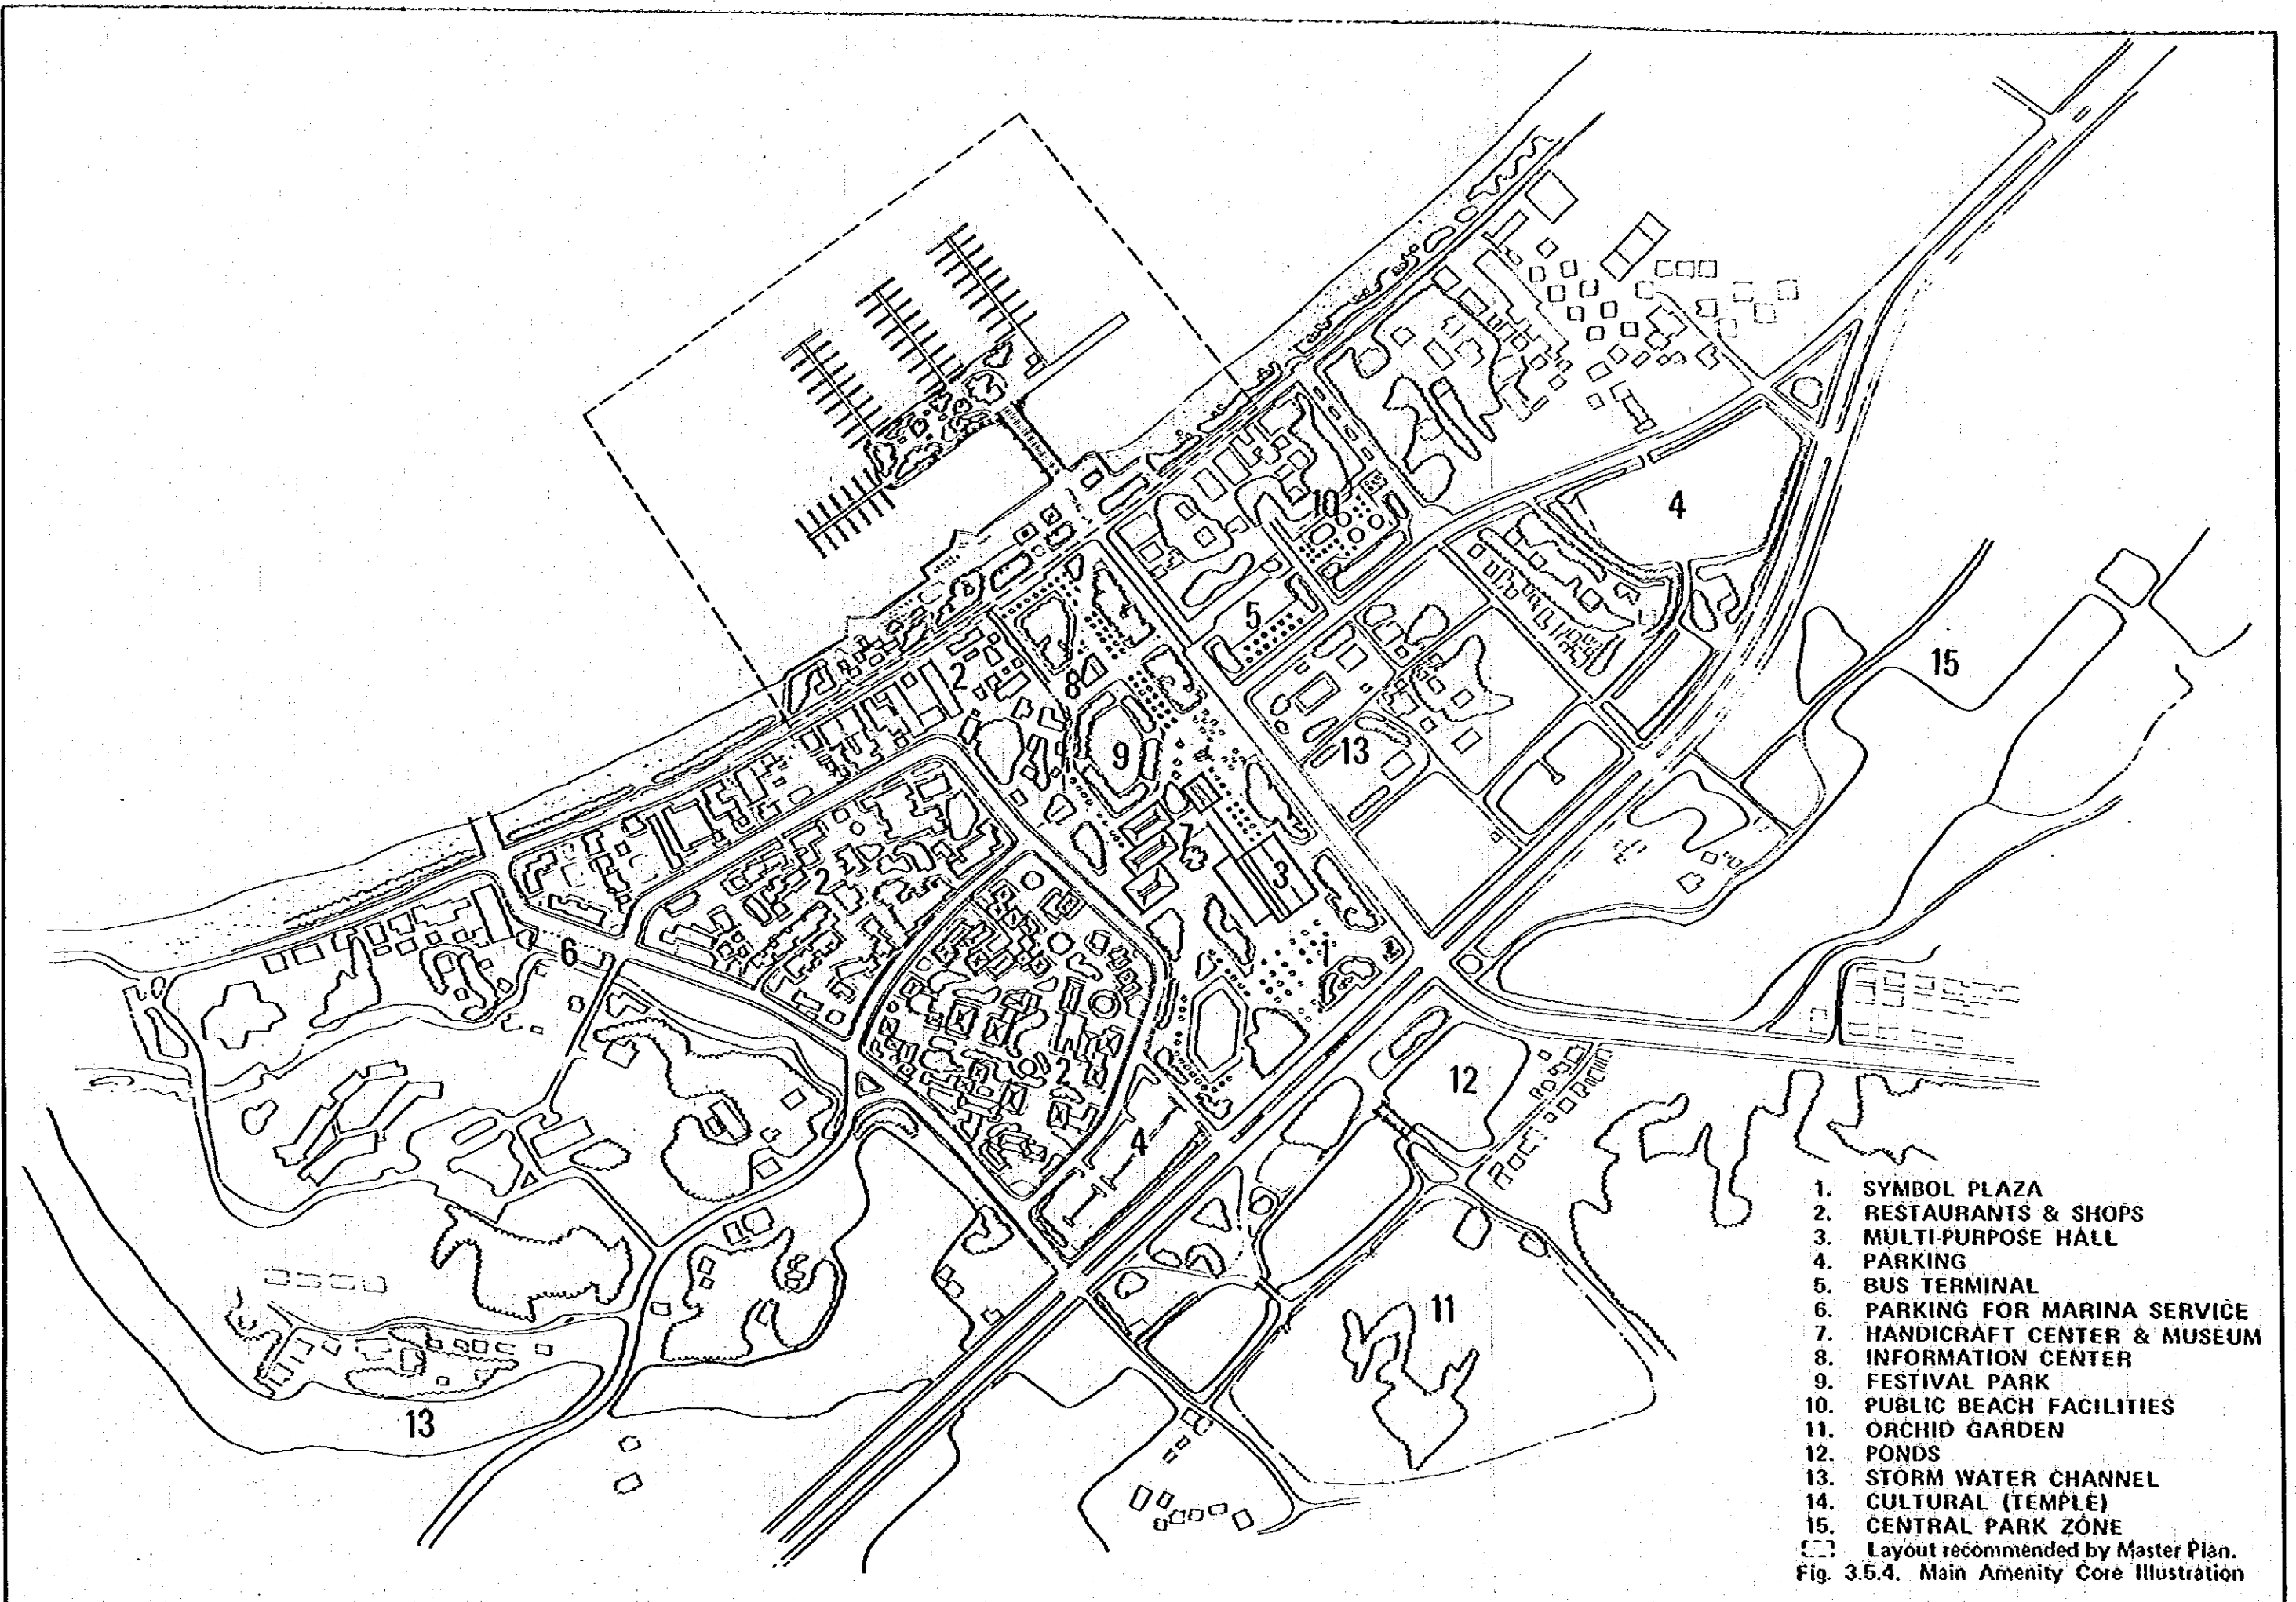 4
10
5
15
2
8
9
13
7
3
2
6
1
12
2
4
11
13
1. SYMBOL PLAZA
2. RESTAURANTS & SHOPS
3. MULTI-PURPOSE HALL
4. PARKING
5. BUS TERMINAL
6. PARKING FOR MARINA SERVICE
7. HANDICRAFT CENTER & MUSEUM
8. INFORMATION CENTER
9. FESTIVAL PARK
10. PUBLIC BEACH FACILITIES
11. ORCHID GARDEN
12. PONDS
13. STORM WATER CHANNEL
14. CULTURAL (TEMPLE)
15. CENTRAL PARK ZONE
Layout recommended by Master Plan.
Fig. 3.5.4. Main Amenity Core Illustration